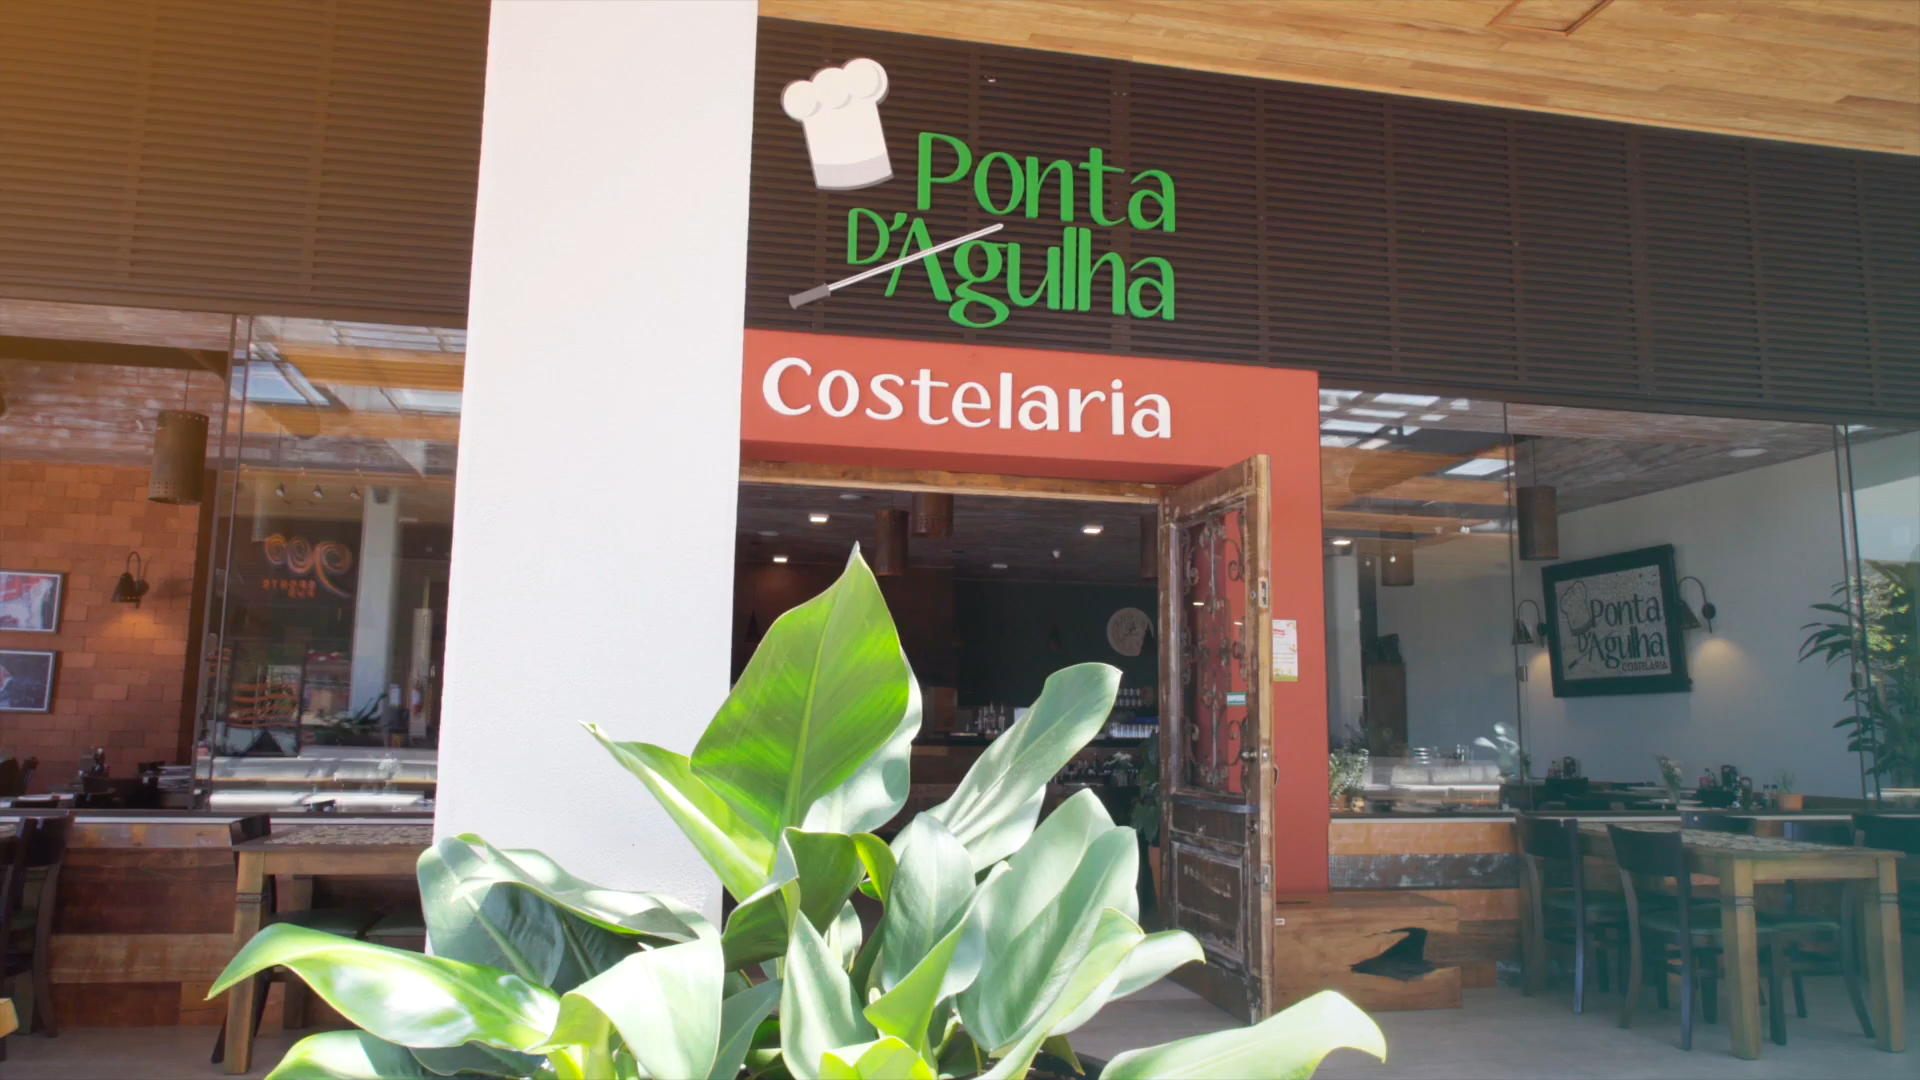 Ponta
D'Agulha
Costelaria
Ponta
D'Agulha
COSTELARIA